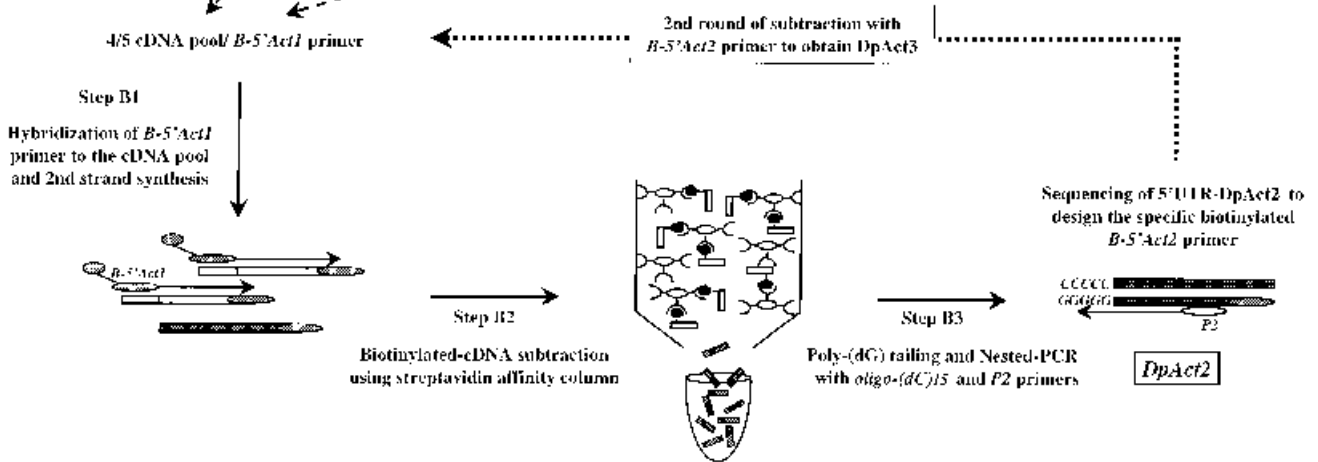 4/5 cDNA pool/ B-5'Act1 primer
2nd round of subtraction with
B-5'Act2 primer to obtain DpAct3
Step B1
Hybridization of B-5'Act1
primer to the cDNA pool
and 2nd strand synthesis
B-5'Act1
Step B2
Biotinylated-cDNA subtraction
using streptavidin affinity column
Step B3
Poly-(dG) tailing and Nested-PCR
with oligo-(dC)15 and P2 primers
Sequencing of 5'UTR-DpAct2 to
design the specific biotinylated
B-5'Act2 primer
CCCCC
GGGGG
P2
DpAct2